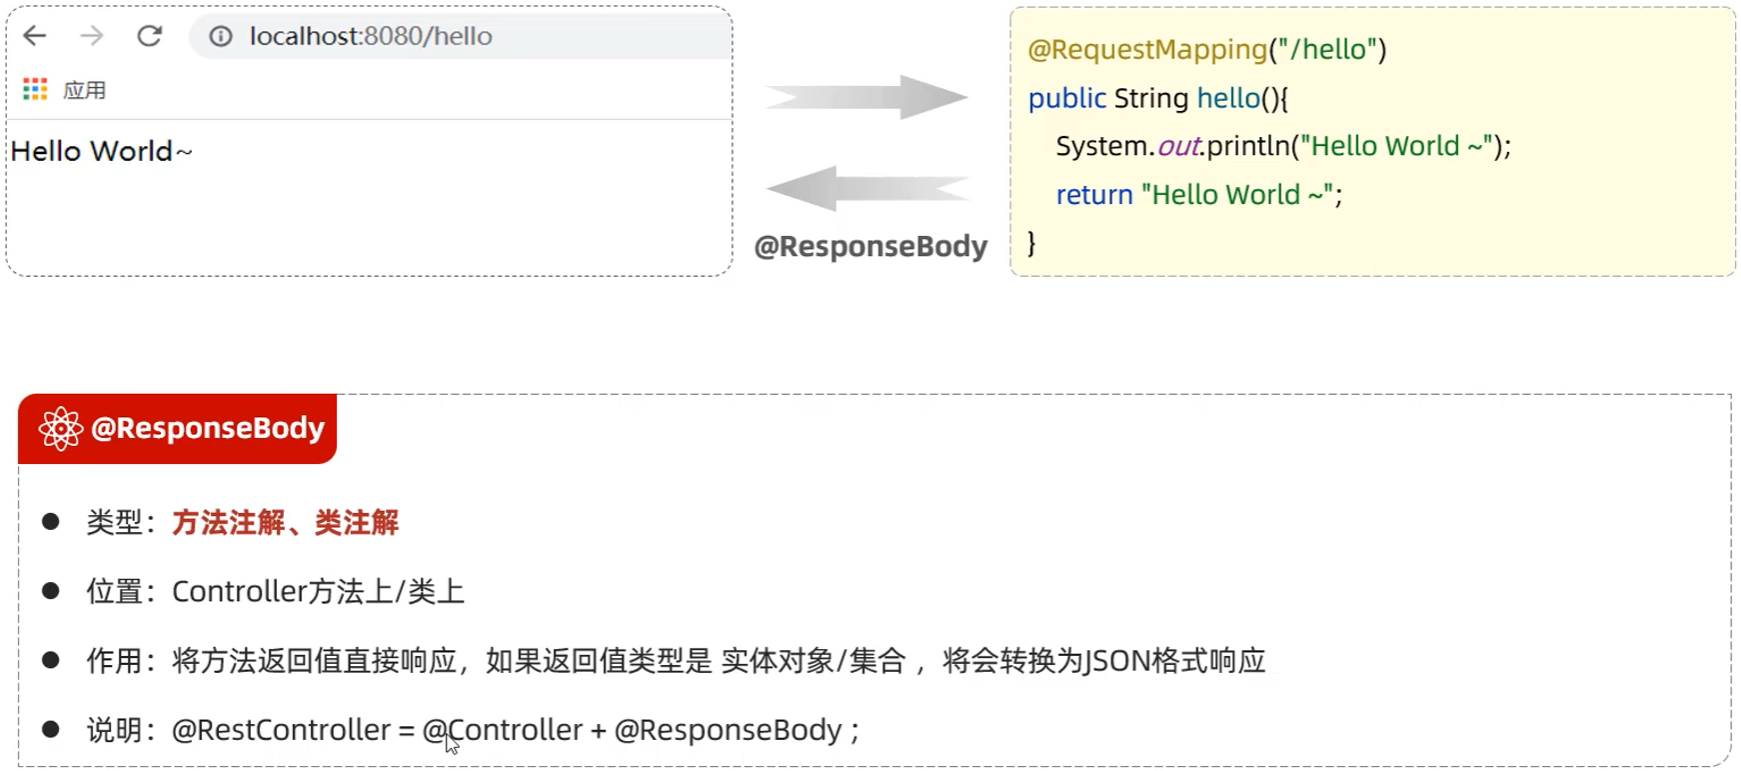 localhost:8080/hello
应用
Hello World~
@ResponseBody
@RequestMapping("/hello")
public String hello(){
System.out.println("Hello World ~");
return "Hello World ~";
}
@ResponseBody
类型：方法注解、类注解
位置：Controller方法上/类上
作用：将方法返回值直接响应，如果返回值类型是 实体对象/集合 ，将会转换为JSON格式响应
说明：@RestController = @Controller + @ResponseBody ;